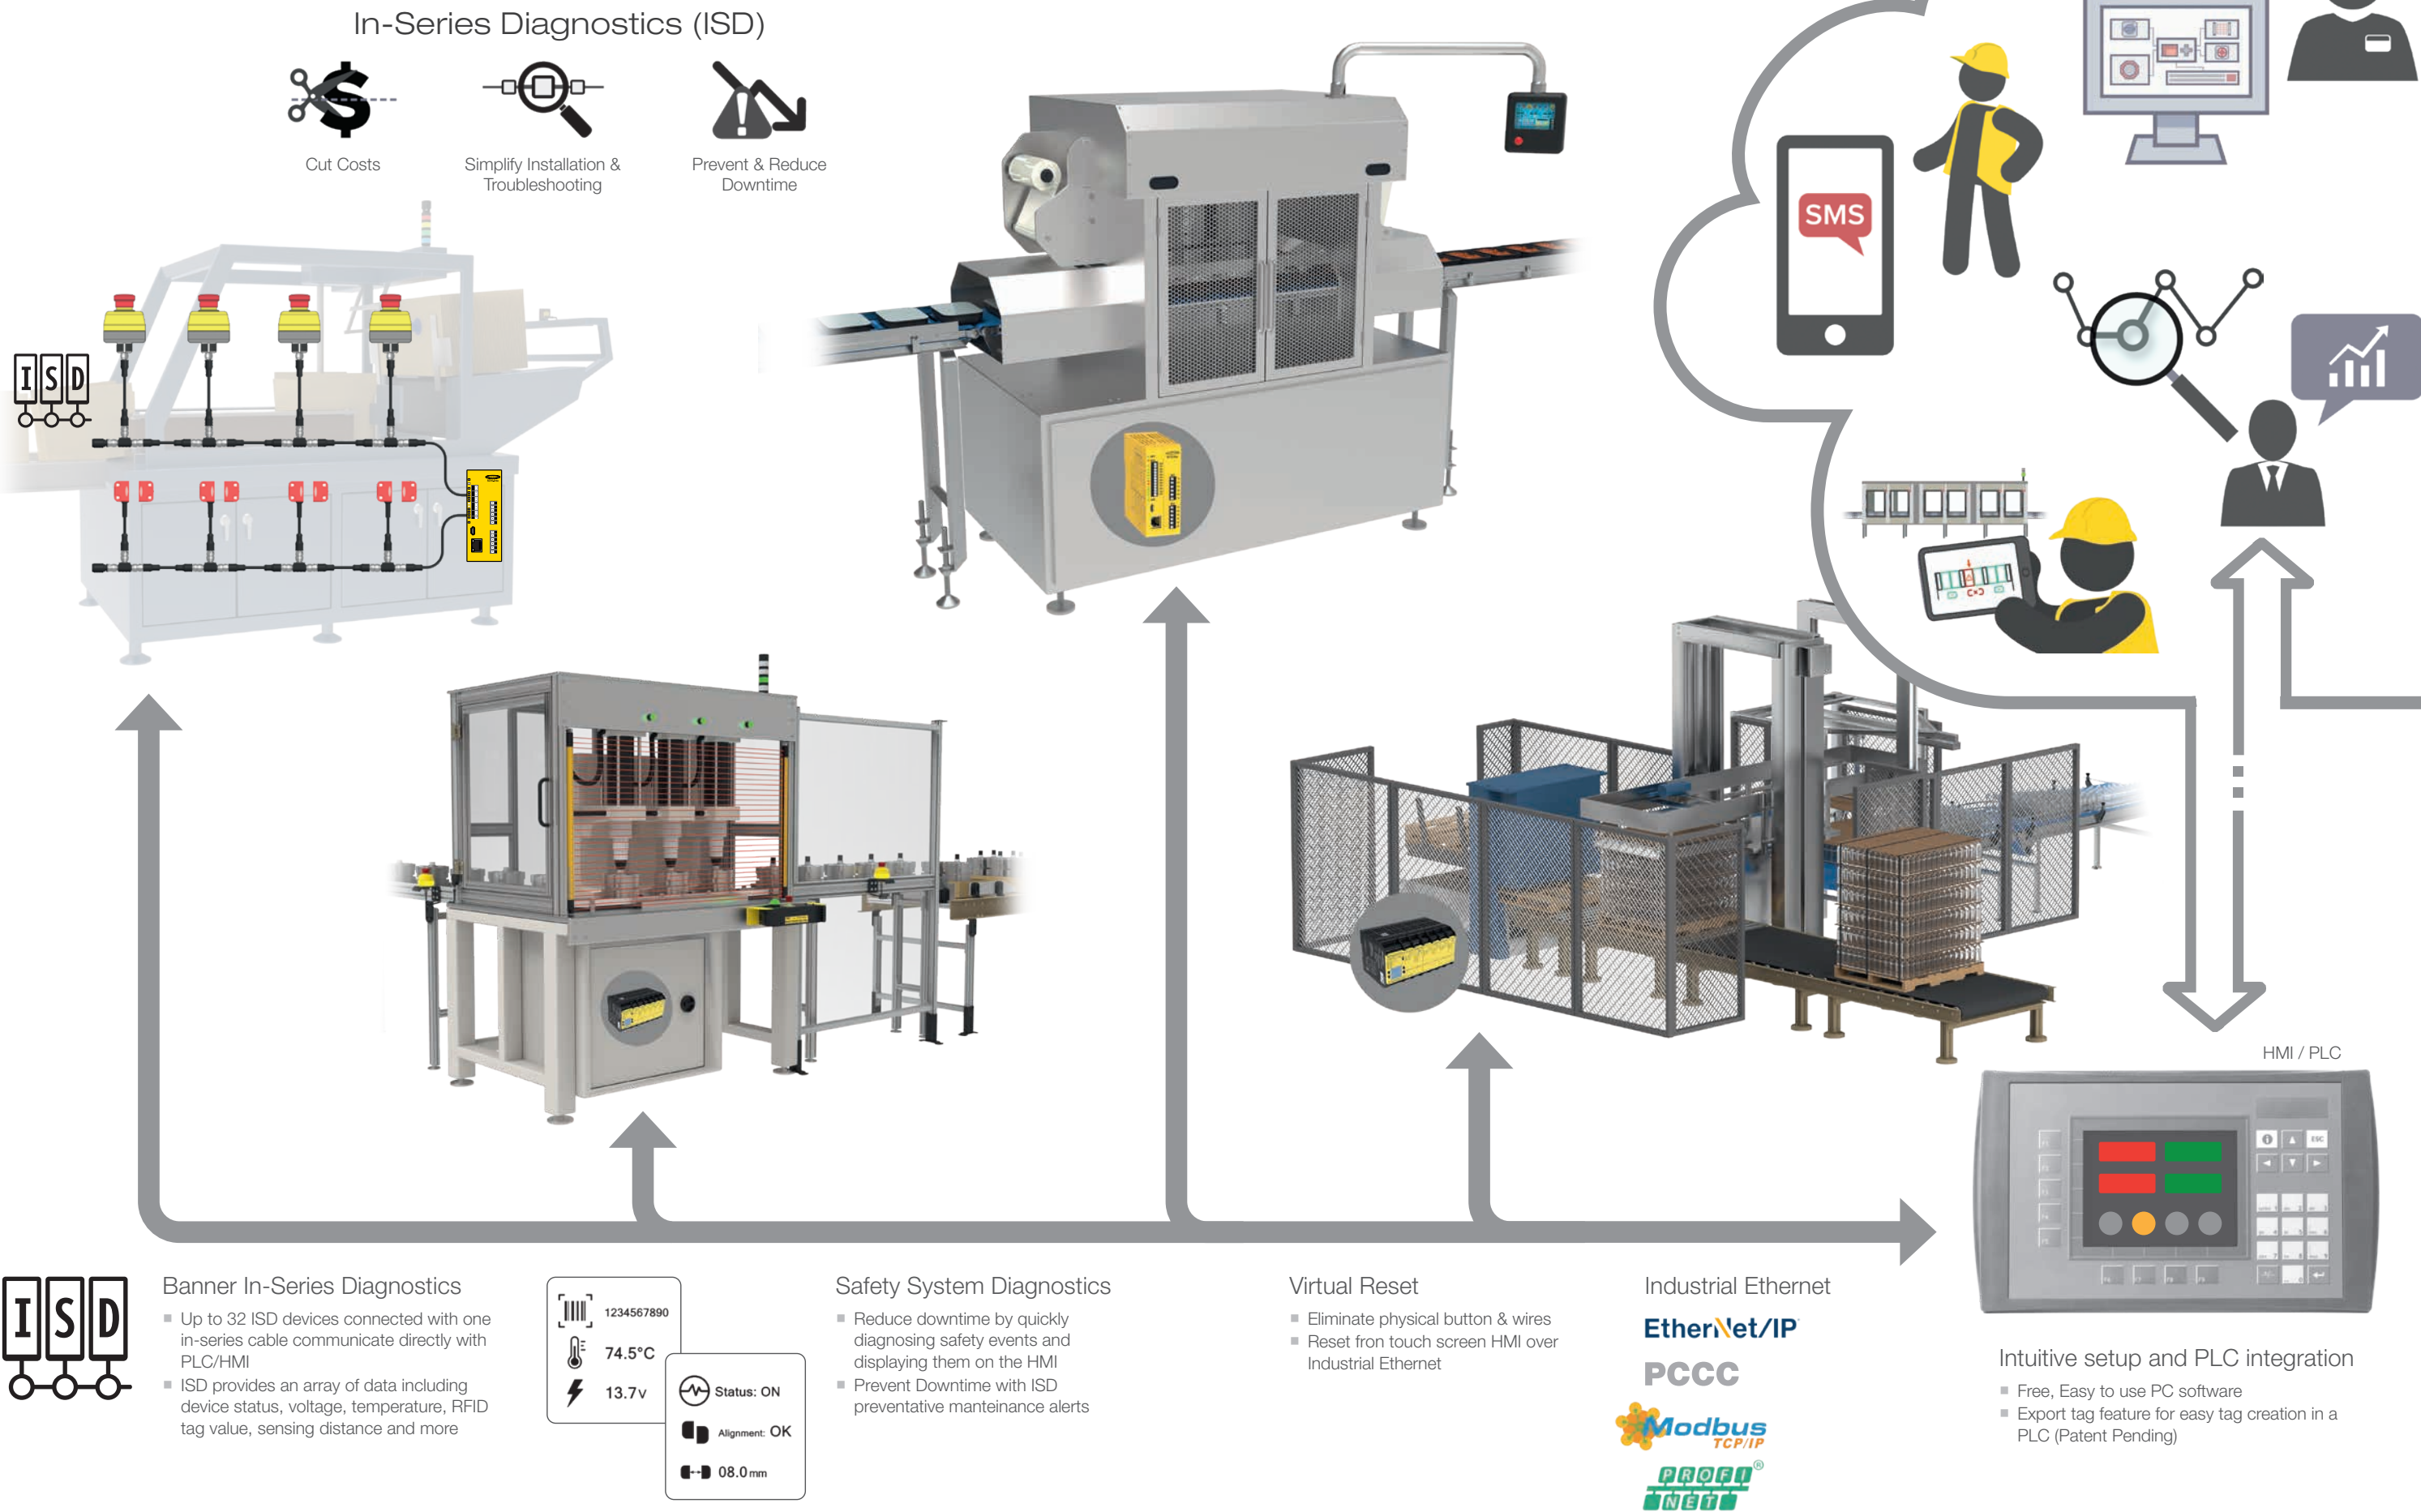 In-Series Diagnostics (ISD)
Cut Costs
Simplify Installation &
Troubleshooting
Prevent & Reduce
Downtime
SMS
ISD
HMI / PLC
ESC
ISD
Banner In-Series Diagnostics
Up to 32 ISD devices connected with one
in-series cable communicate directly with
PLC/HMI
ISD provides an array of data including
device status, voltage, temperature, RFID
tag value, sensing distance and more
1234567890
74.5°C
13.7v
Status: ON
Alignment: OK
08.0 mm
Safety System Diagnostics
Reduce downtime by quickly
diagnosing safety events and
displaying them on the HMI
Prevent Downtime with ISD
preventative manteinance alerts
Virtual Reset
Eliminate physical button & wires
Reset fron touch screen HMI over
Industrial Ethernet
Industrial Ethernet
EtherNet/IP
PCCC
Modbus
TCP/IP
PROFI
NET®
Intuitive setup and PLC integration
Free, Easy to use PC software
Export tag feature for easy tag creation in a
PLC (Patent Pending)